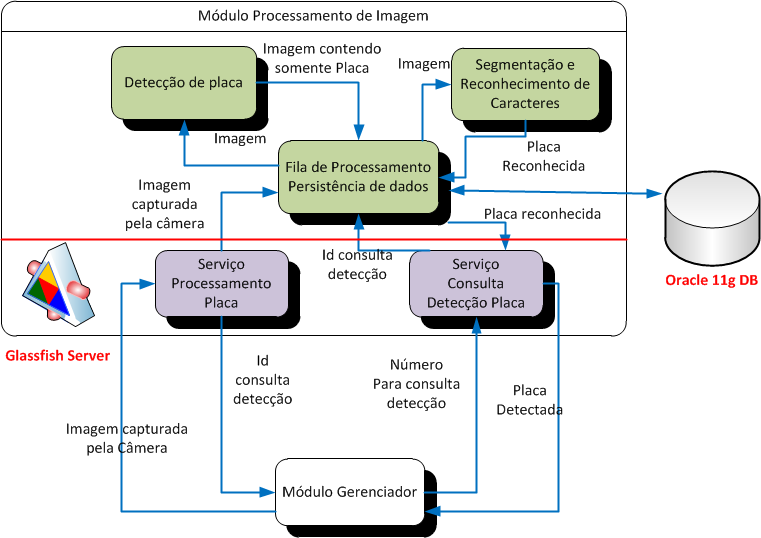 Módulo Processamento de Imagem
Imagem contendo
somente Placa
Detecção de placa
Imagem
Segmentação e
Reconhecimento de
Caracteres
Imagem
Placa
Reconhecida
Fila de Processamento
Persistência de dados
Imagem
capturada
pela câmera
Placa reconhecida
Id consulta
detecção
Oracle 11g DB
Serviço
Processamento
Placa
Serviço
Consulta
Detecção Placa
Glassfish Server
Id
consulta
detecção
Número
Para consulta
detecção
Placa
Detectada
Imagem capturada
pela Câmera
Módulo Gerenciador